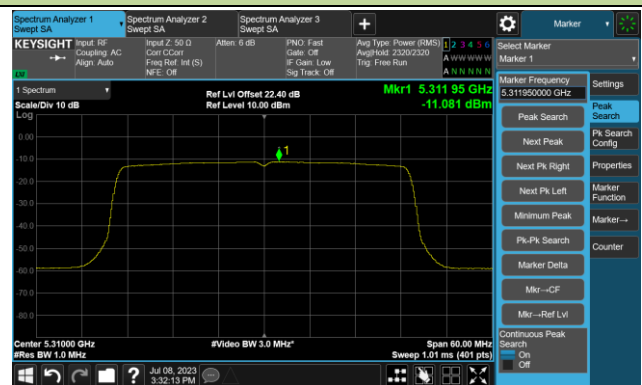 Spectrum Analyzer 1
Swept SA
Spectrum Analyzer 2
Swept SA
Spectrum Analyzer 3
Swept SA
Marker
KEYSIGHT
Input: RF
Coupling: AC
Align: Auto
Input Z: 50 Ω
Corr CCorr
Freq Ref: Int (S)
NFE: Off
Atten: 6 dB
PNO: Fast
Gate: Off
IF Gain: Low
Sig Track: Off
Avg Type: Power (RMS)
Avg|Hold: 2320/2320
Trig: Free Run
1 2 3 4 5 6
A W W W W W
A N N N N N
LW
Select Marker
Marker 1
1 Spectrum
Scale/Div 10 dB
Log
Ref Lvl Offset 22.40 dB
Ref Level 10.00 dBm
Mkr1 5.311 95 GHz
-11.081 dBm
1
0.00
-10.0
-20.0
-30.0
-40.0
-50.0
-60.0
-70.0
-80.0
Center 5.31000 GHz
#Res BW 1.0 MHz
#Video BW 3.0 MHz*
Span 60.00 MHz
Sweep 1.01 ms (401 pts)
Marker Frequency
5.311950000 GHz
Peak Search
Next Peak
Next Pk Right
Next Pk Left
Minimum Peak
Pk-Pk Search
Marker Delta
Mkr→CF
Mkr→Ref Lvl
Continuous Peak
Search
On
Off
Settings
Peak
Search
Pk Search
Config
Properties
Marker
Function
Marker→
Counter
?
Jul 08, 2023
3:32:13 PM